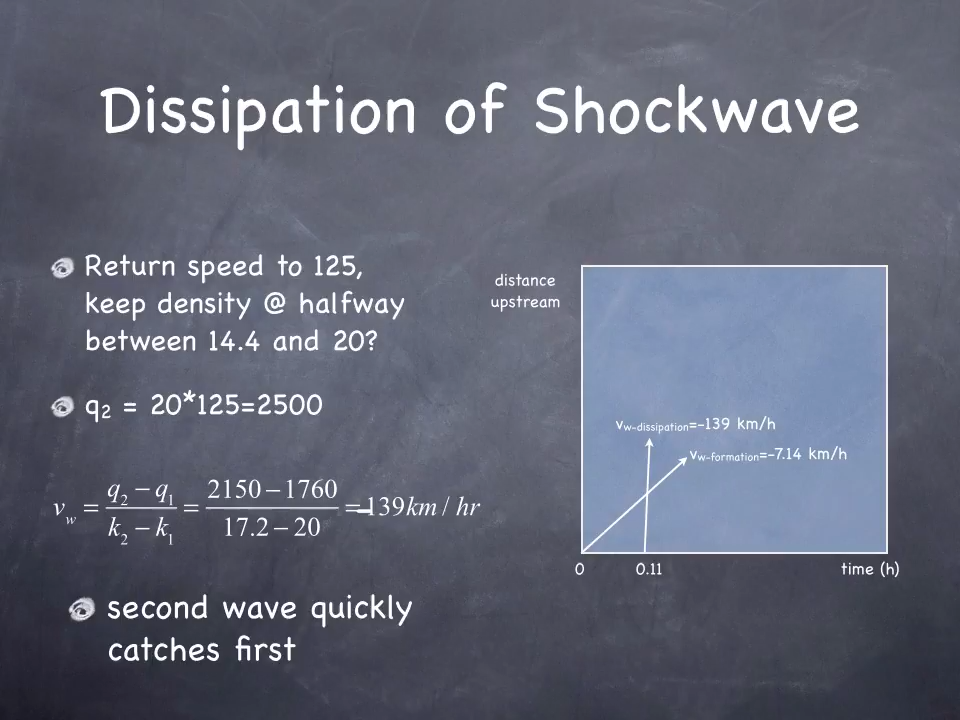 Dissipation of Shockwave
Return speed to 125,
keep density @ halfway
between 14.4 and 20?
q₂ = 20*125=2500
v_w = (q₂ − q₁)/(k₂ − k₁) = (2150 − 1760)/(17.2 − 20) = −139 km / hr
second wave quickly
catches first
distance
upstream
v_w-dissipation=-139 km/h
v_w-formation=-7.14 km/h
0 0.11 time (h)